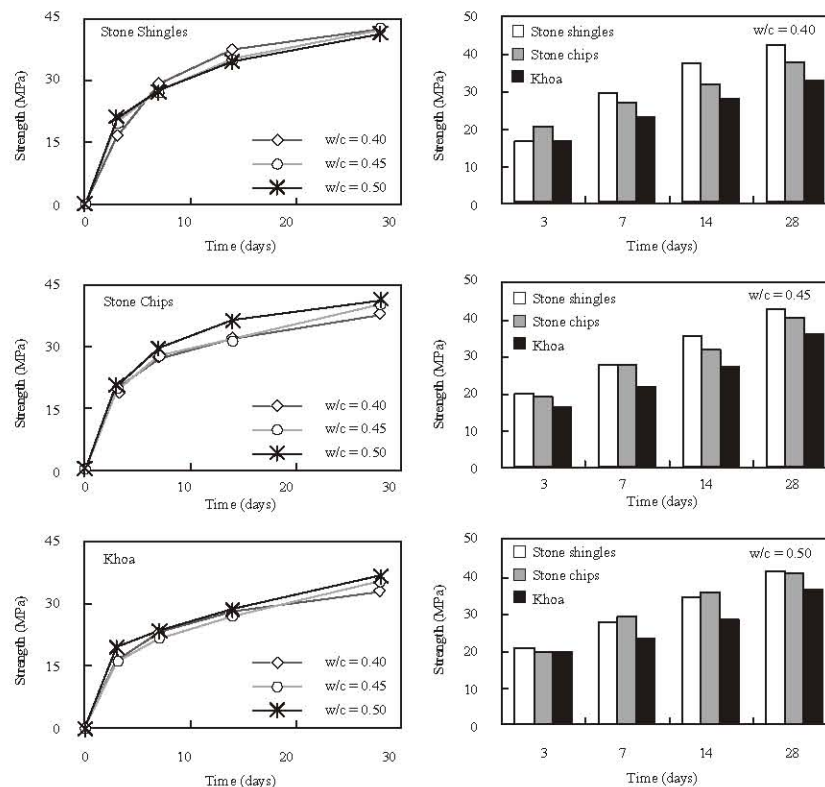 45
30
15
0
Strength (MPa)
Stone Shingles
w/c = 0.40
w/c = 0.45
w/c = 0.50
0 10 20 30
Time (days)
50
40
30
20
10
0
Strength (MPa)
Stone shingles
Stone chips
Khoa
w/c = 0.40
3 7 14 28
Time (days)
45
30
15
0
Strength (MPa)
Stone Chips
w/c = 0.40
w/c = 0.45
w/c = 0.50
0 10 20 30
Time (days)
50
40
30
20
10
0
Strength (MPa)
Stone shingles
Stone chips
Khoa
w/c = 0.45
3 7 14 28
Time (days)
45
30
15
0
Strength (MPa)
Khoa
w/c = 0.40
w/c = 0.45
w/c = 0.50
0 10 20 30
Time (days)
50
40
30
20
10
0
Strength (MPa)
Stone shingles
Stone chips
Khoa
w/c = 0.50
3 7 14 28
Time (days)